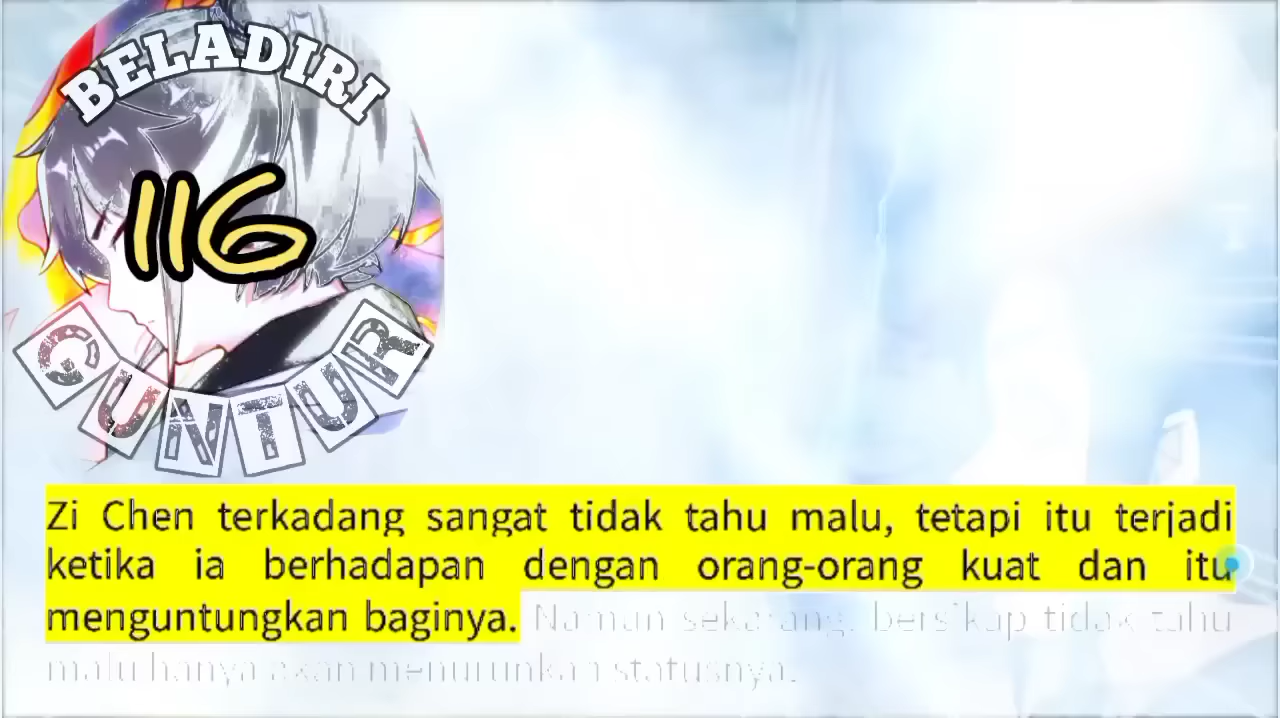 BELADIRI
116
GUNTUR
Zi Chen terkadang sangat tidak tahu malu, tetapi itu terjadi
ketika ia berhadapan dengan orang-orang kuat dan itu
menguntungkan baginya. Namun sekarang, bersikap tidak tahu
malu hanya akan menurunkan statusnya.